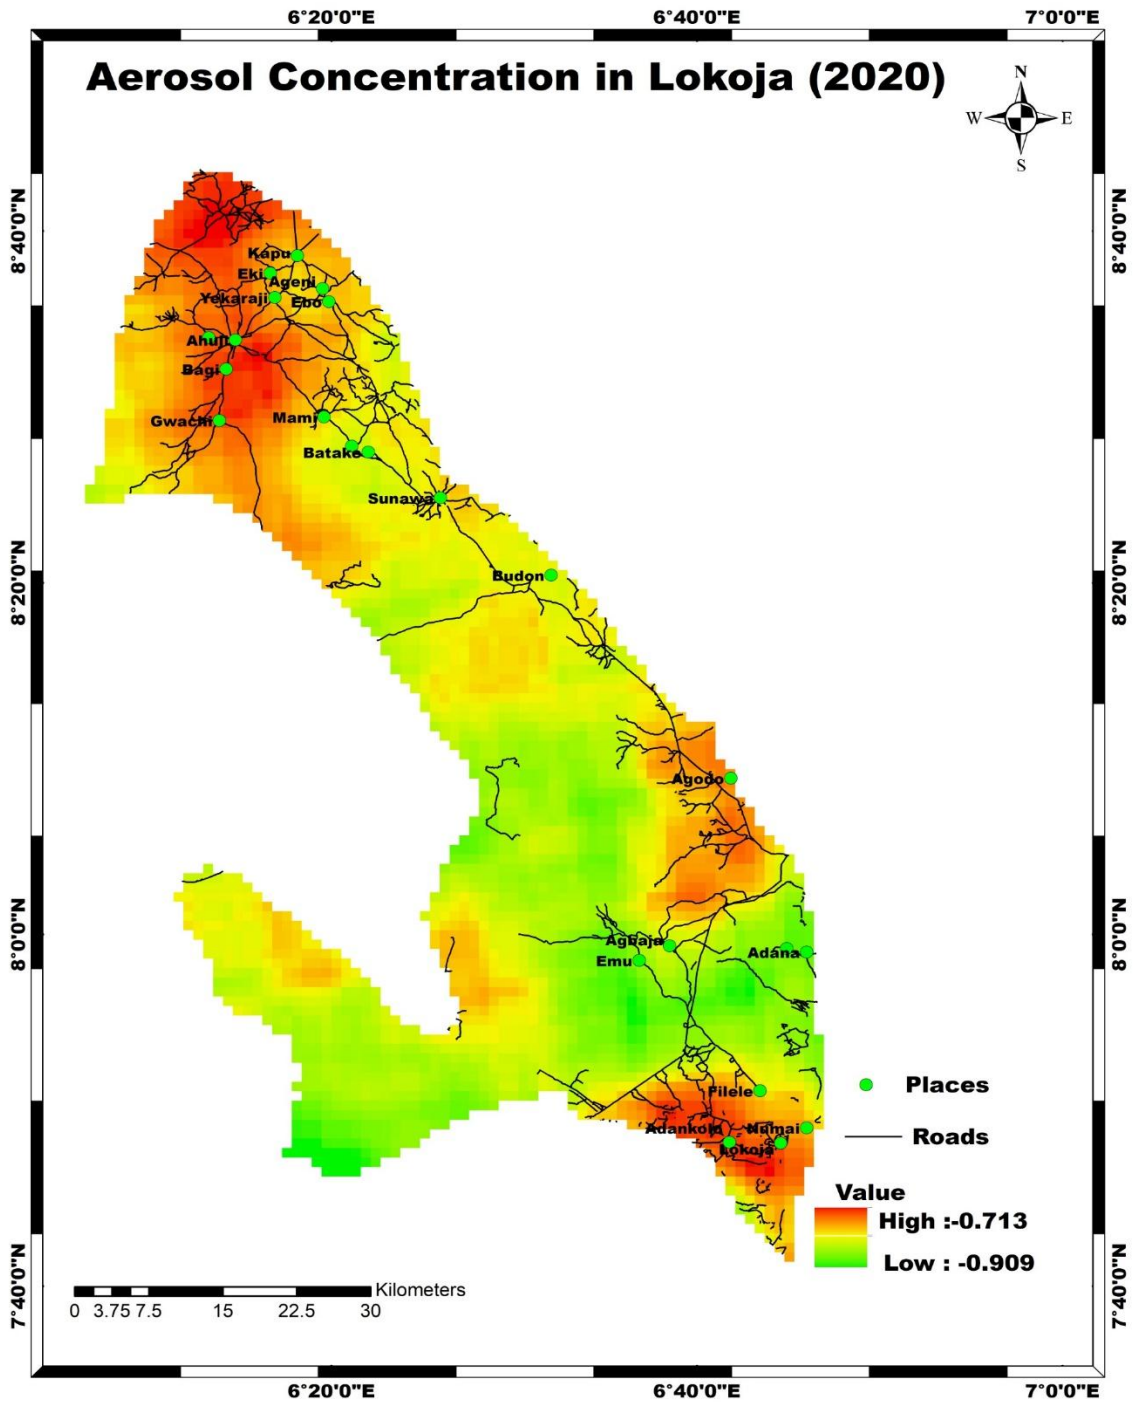 6°20'0"E 6°40'0"E 7°0'0"E
Aerosol Concentration in Lokoja (2020)
N
W E
S
8°40'0"N 8°40'0"N
Kapu
Eki
Ageni
Yekaraji
Ebo
Ahuji
Bagi
Gwachi
Mami
Batake
Sunawa
8°20'0"N 8°20'0"N
Budon
Agodo
8°0'0"N 8°0'0"N
Agbaja
Adana
Emu
Filele
Places
Adankolo
Numai
Roads
Lokoja
Value
High :-0.713
Low : -0.909
7°40'0"N 7°40'0"N
Kilometers
0 3.75 7.5 15 22.5 30
6°20'0"E 6°40'0"E 7°0'0"E